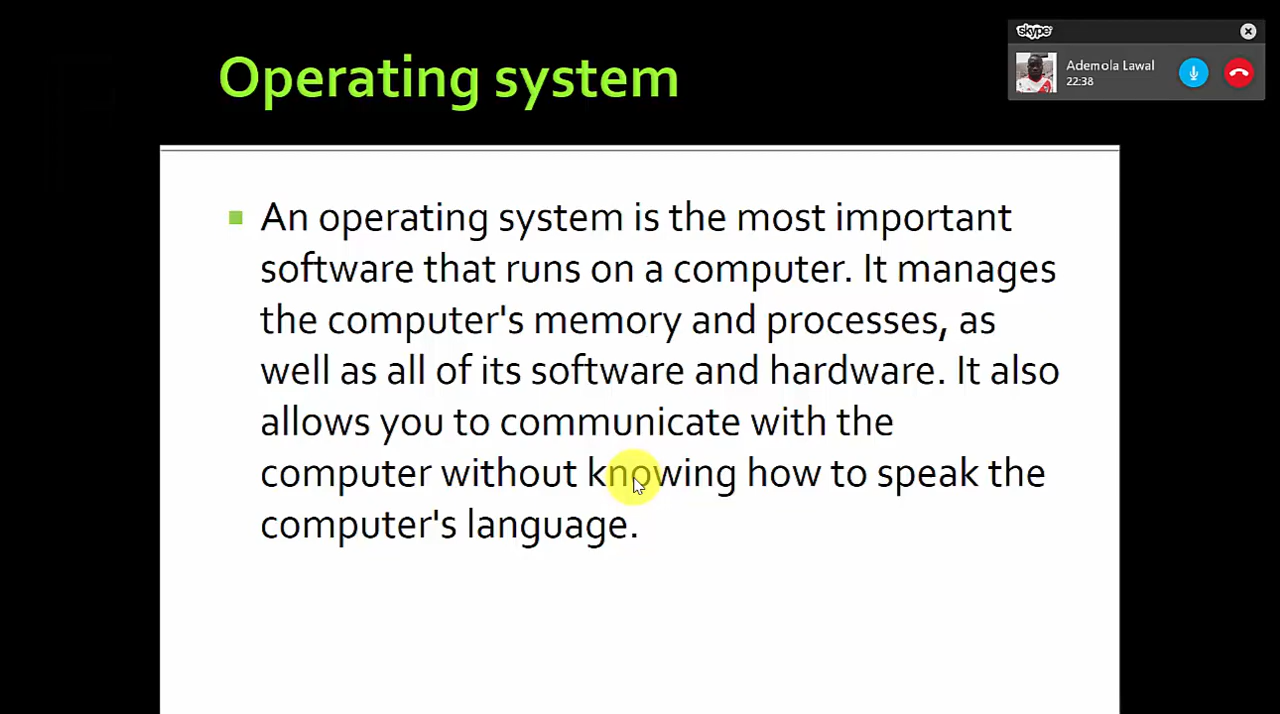 Operating system
skype
Ademola Lawal
22:38
An operating system is the most important
software that runs on a computer. It manages
the computer's memory and processes, as
well as all of its software and hardware. It also
allows you to communicate with the
computer without knowing how to speak the
computer's language.